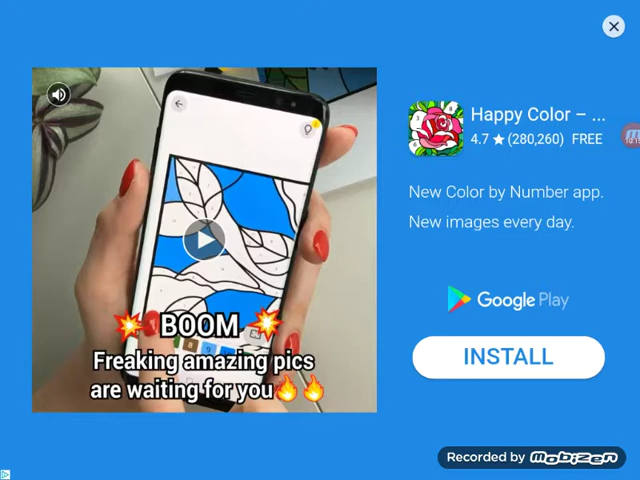 Happy Color – ...
4.7 ★ (280,260) FREE
New Color by Number app.
New images every day.
💥 BOOM 💥
Freaking amazing pics
are waiting for you🔥🔥
Google Play
INSTALL
Recorded by mobizen